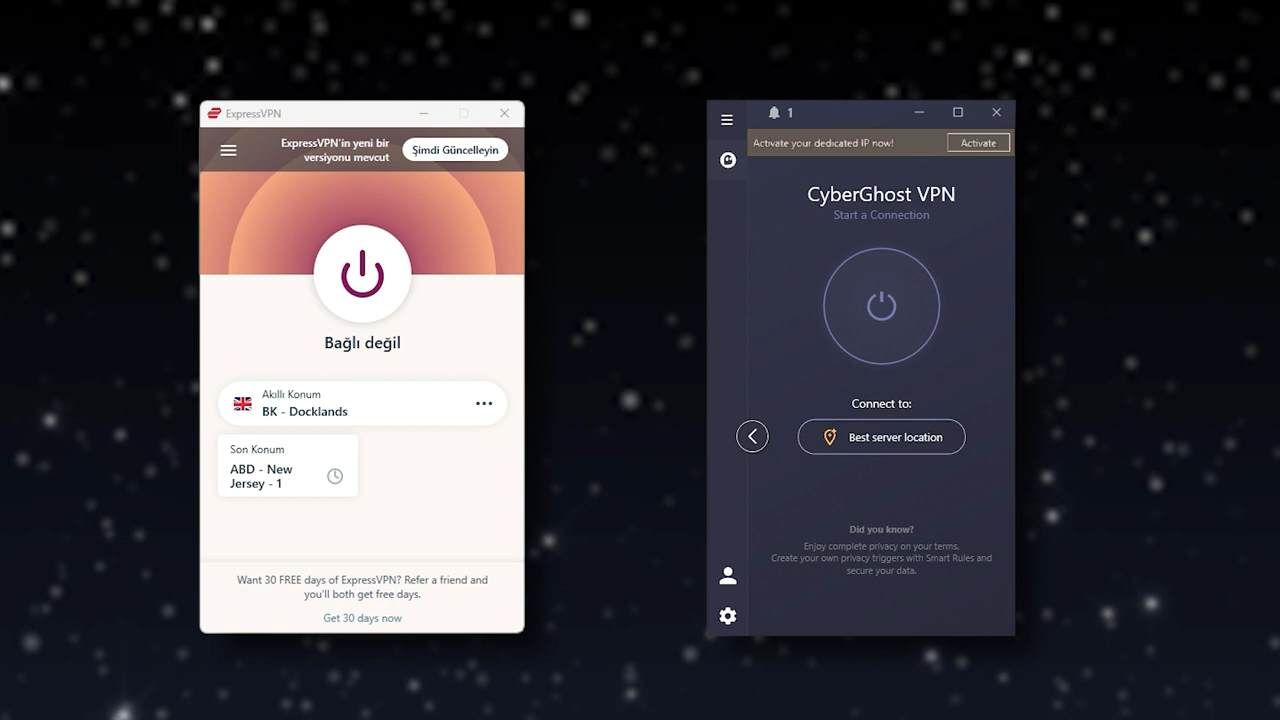 ExpressVPN
ExpressVPN'in yeni bir
versiyonu mevcut
Şimdi Güncelleyin
Bağlı değil
Akıllı Konum
BK - Docklands
Son Konum
ABD - New
Jersey - 1
Want 30 FREE days of ExpressVPN? Refer a friend and
you'll both get free days.
Get 30 days now
1
Activate your dedicated IP now!
Activate
CyberGhost VPN
Start a Connection
Connect to:
Best server location
Did you know?
Enjoy complete privacy on your terms.
Create your own privacy triggers with Smart Rules and
secure your data.